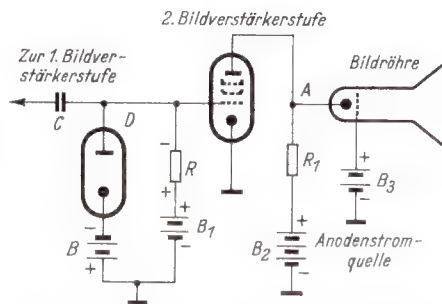 2. Bildverstärkerstufe
Zur 1. Bildver-
stärkerstufe
Bildröhre
C
D
A
R
R₁
B₃
B
B₁
B₂
Anodenstrom-
quelle
- + - + + - - + + - + -